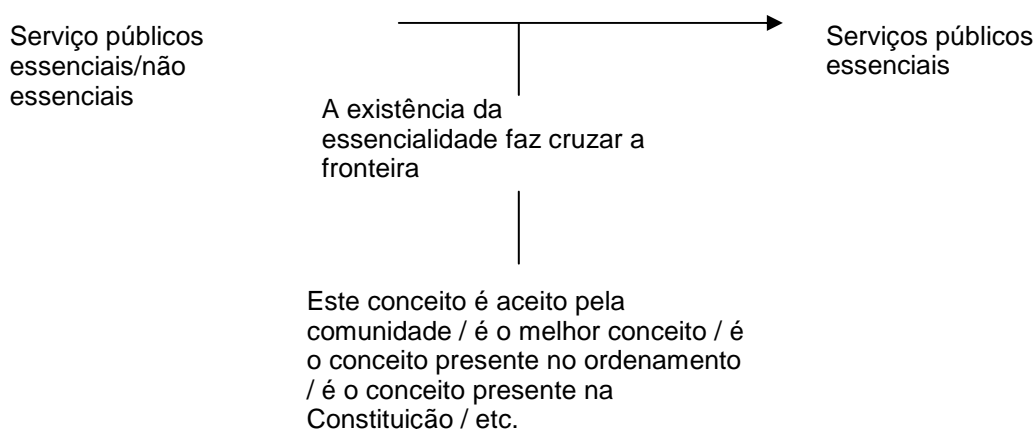 Serviço públicos
essenciais/não
essenciais
Serviços públicos
essenciais
A existência da
essencialidade faz cruzar a
fronteira
Este conceito é aceito pela
comunidade / é o melhor conceito / é
o conceito presente no ordenamento
/ é o conceito presente na
Constituição / etc.